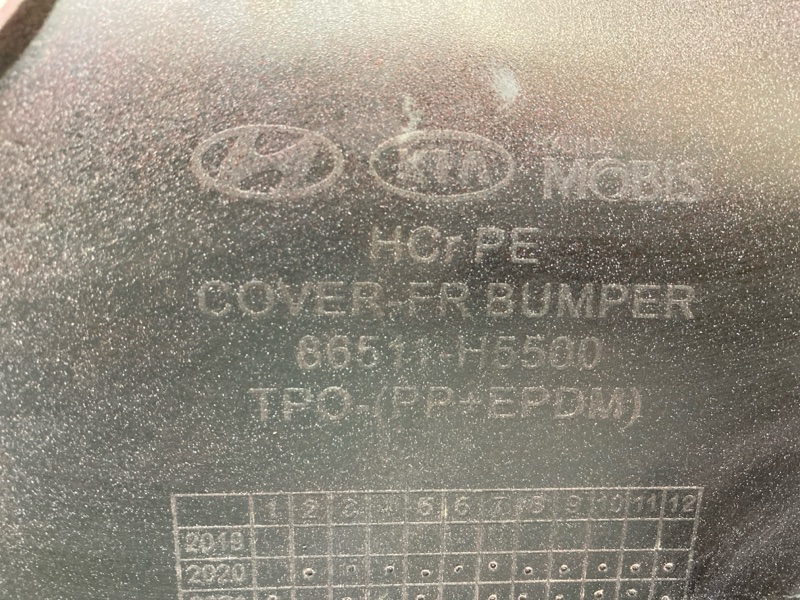 KIA MOBIS
HCr PE
COVER-FR BUMPER
86511-H5500
TPO-(PP+EPDM)
1 2 3 4 5 6 7 8 9 10 11 12
2019
2020